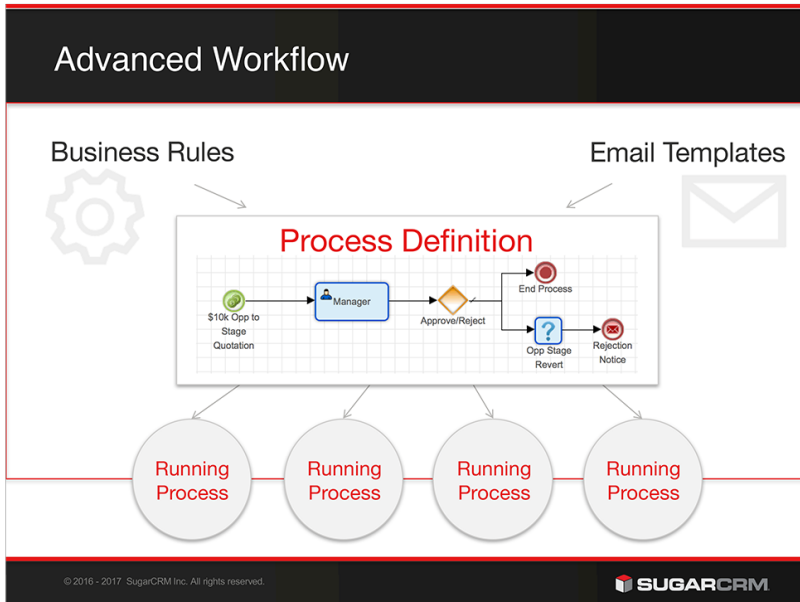 Advanced Workflow
Business Rules
Email Templates
Process Definition
$10k Opp to
Stage
Quotation
Manager
Approve/Reject
End Process
?
Opp Stage
Revert
Rejection
Notice
Running
Process
Running
Process
Running
Process
Running
Process
© 2016 - 2017 SugarCRM Inc. All rights reserved.
SUGARCRM